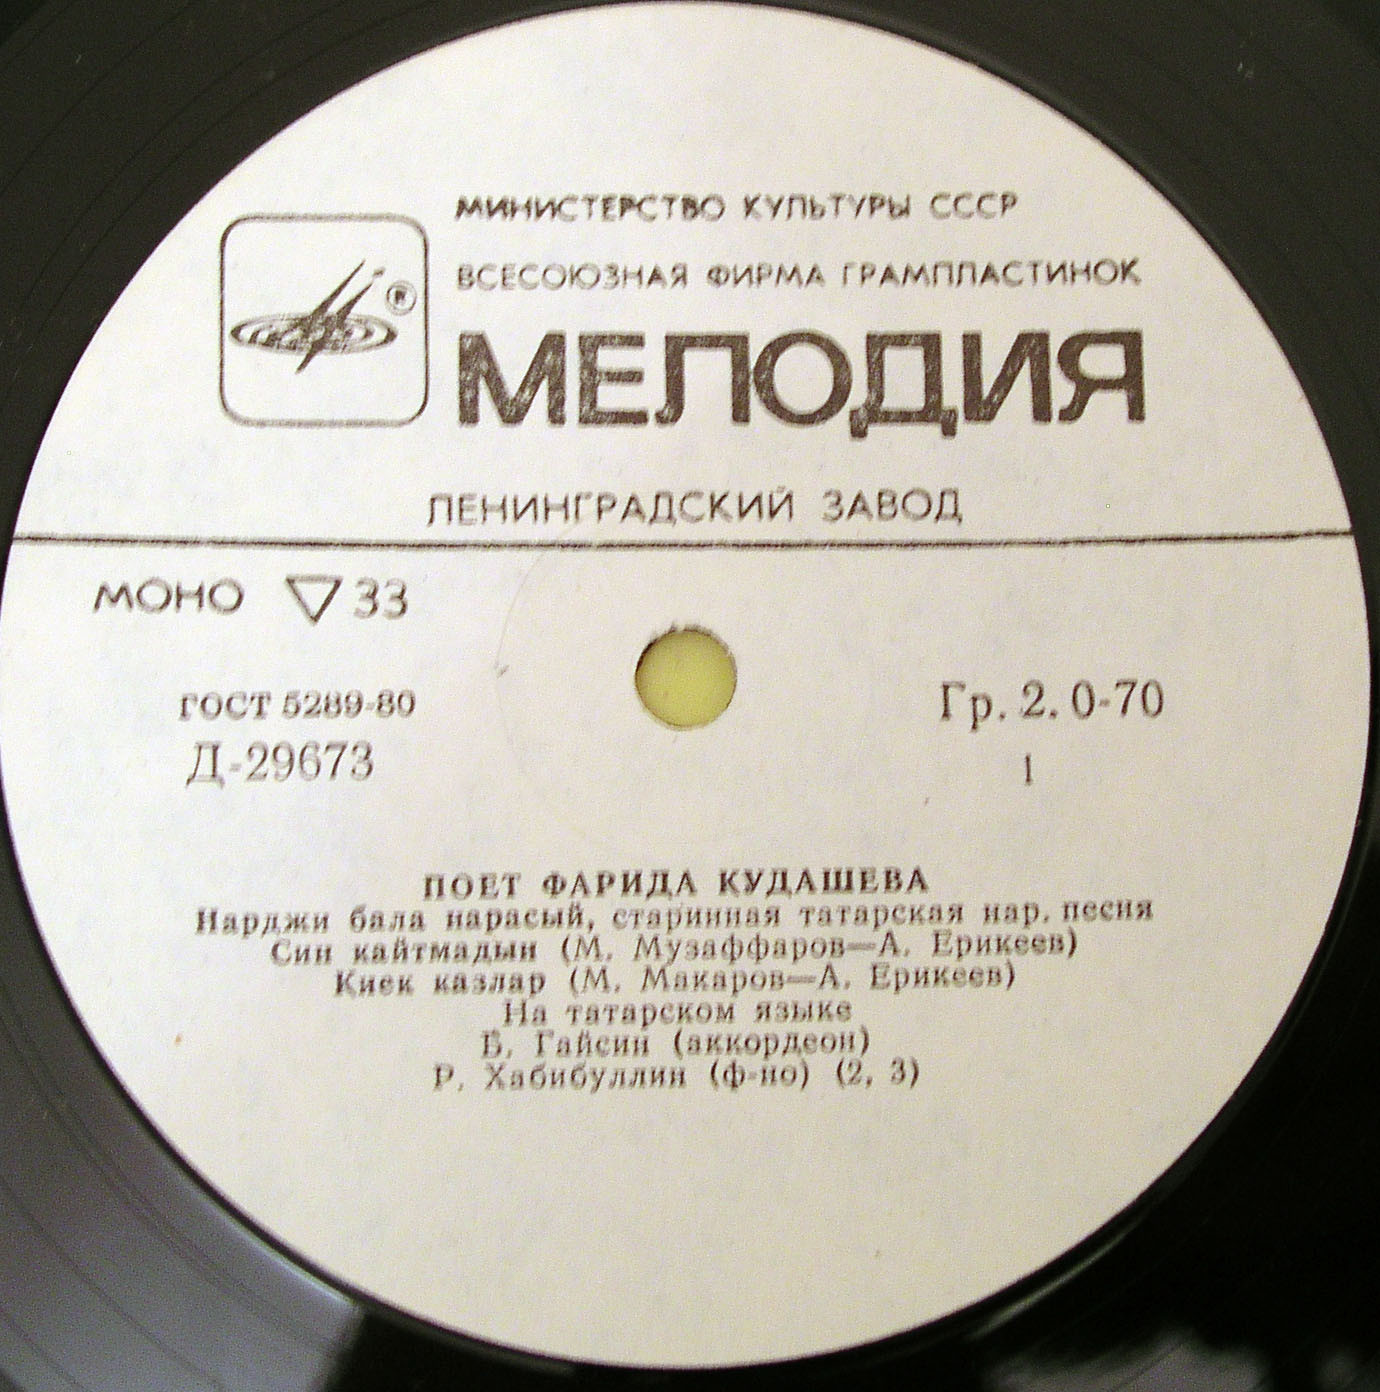 МИНИСТЕРСТВО КУЛЬТУРЫ СССР
ВСЕСОЮЗНАЯ ФИРМА ГРАМПЛАСТИНОК
®
МЕЛОДИЯ
ЛЕНИНГРАДСКИЙ ЗАВОД
МОНО ▽ 33
ГОСТ 5289-80
Гр. 2. 0-70
Д-29673
1
ПОЕТ ФАРИДА КУДАШЕВА
Нарджи бала нарасый, старинная татарская нар. песня
Син кайтмадын (М. Музаффаров—А. Ерикеев)
Киек казлар (М. Макаров—А. Ерикеев)
На татарском языке
Б. Гайсин (аккордеон)
Р. Хабибуллин (ф-но) (2, 3)